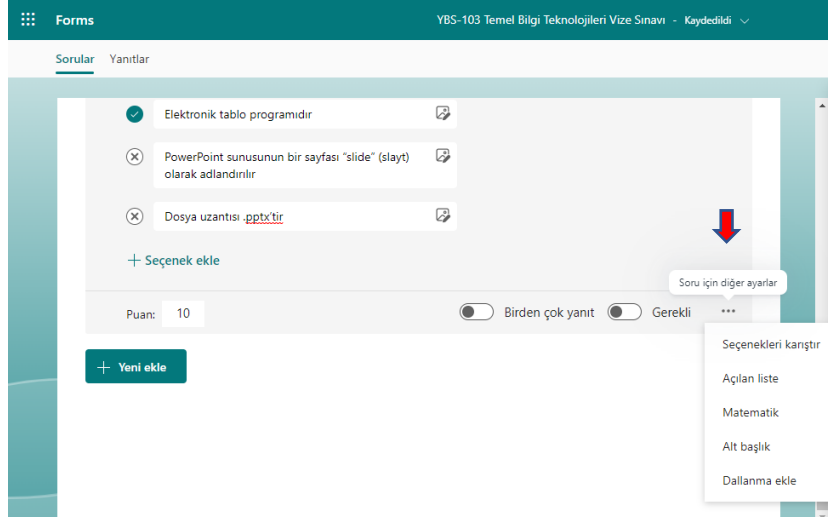 Forms
YBS-103 Temel Bilgi Teknolojileri Vize Sınavı - Kaydedildi
Sorular Yanıtlar
Elektronik tablo programıdır
PowerPoint sunusunun bir sayfası “slide” (slayt)
olarak adlandırılır
Dosya uzantısı .pptx’tir
Seçenek ekle
Soru için diğer ayarlar
Puan: 10 Birden çok yanıt Gerekli
Seçenekleri karıştır
Yeni ekle
Açılan liste
Matematik
Alt başlık
Dallanma ekle